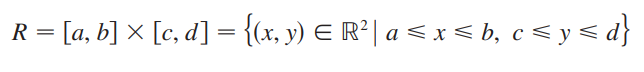 R = [a, b] × [c, d] = {(x, y) ∈ ℝ² | a ≤ x ≤ b, c ≤ y ≤ d}